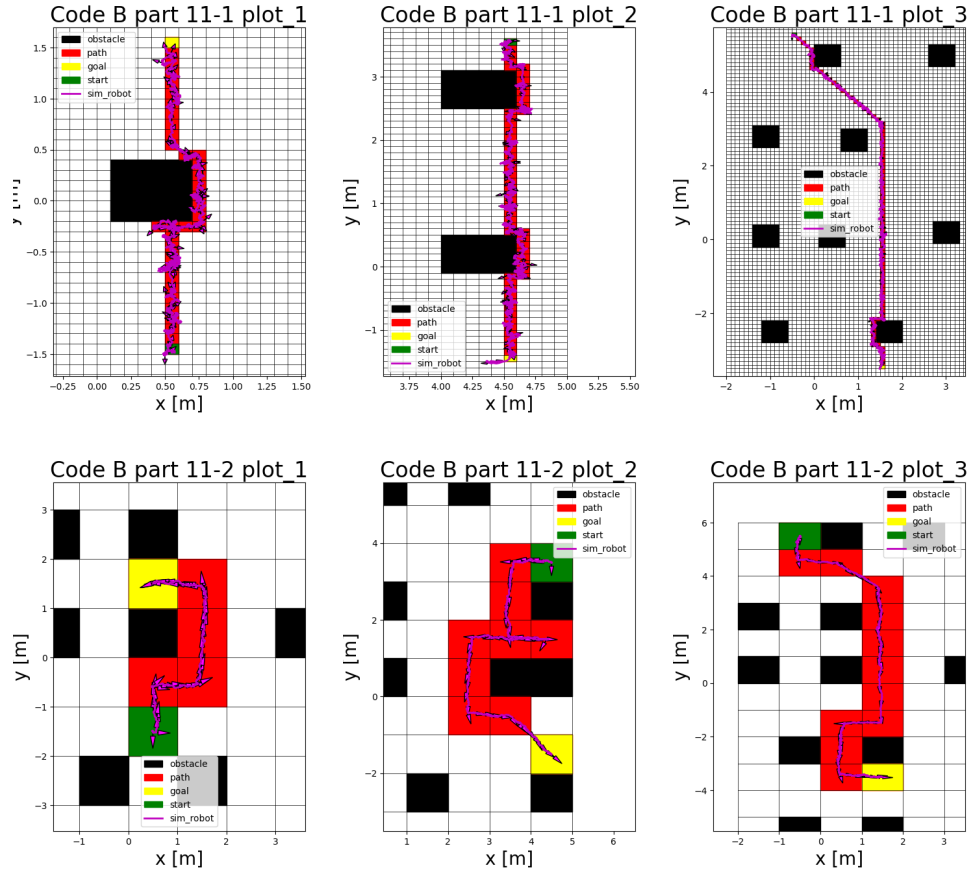 Code B part 11-1 plot_1
1.5
1.0
0.5
0.0
−0.5
−1.0
−1.5
−0.25 0.00 0.25 0.50 0.75 1.00 1.25 1.50
x [m]
y [m]
obstacle
path
goal
start
sim_robot
Code B part 11-1 plot_2
3
2
1
0
−1
3.75 4.00 4.25 4.50 4.75 5.00 5.25 5.50
x [m]
y [m]
obstacle
path
goal
start
sim_robot
Code B part 11-1 plot_3
4
2
0
−2
−2 −1 0 1 2 3
x [m]
y [m]
obstacle
path
goal
start
sim_robot
Code B part 11-2 plot_1
3
2
1
0
−1
−2
−3
−1 0 1 2 3
x [m]
y [m]
obstacle
path
goal
start
sim_robot
Code B part 11-2 plot_2
4
2
0
−2
1 2 3 4 5
x [m]
y [m]
obstacle
path
goal
start
sim_robot
Code B part 11-2 plot_3
6
4
2
0
−2
−4
−2 −1 0 1 2 3
x [m]
y [m]
obstacle
path
goal
start
sim_robot